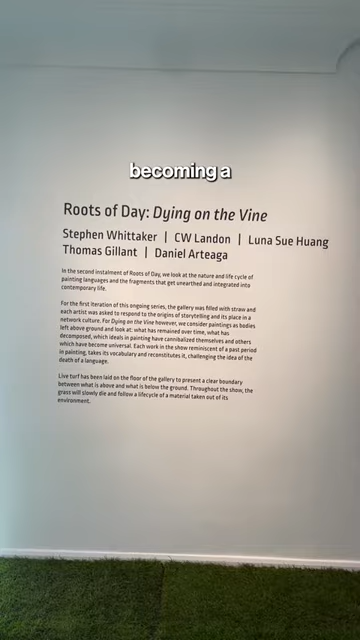 becoming a
Roots of Day: Dying on the Vine
Stephen Whittaker | CW Landon | Luna Sue Huang
Thomas Gillant | Daniel Arteaga
In the second instalment of Roots of Day, we look at the nature and life cycle of
painting languages and the fragments that get unearthed and integrated into
contemporary life.
For the first iteration of this ongoing series, the gallery was filled with straw and
each artist was asked to respond to the origins of storytelling and its place in a
network culture. For Dying on the Vine however, we consider paintings as bodies
left above ground and look at: what has remained over time, what has
decomposed, which ideals in painting have cannibalized themselves and others
which have become universal. Each work in the show reminiscent of a past period
in painting, takes its vocabulary and reconstitutes it, challenging the idea of the
death of a language.
Live turf has been laid on the floor of the gallery to present a clear boundary
between what is above and what is below the ground. Throughout the show, the
grass will slowly die and follow a lifecycle of a material taken out of its
environment.